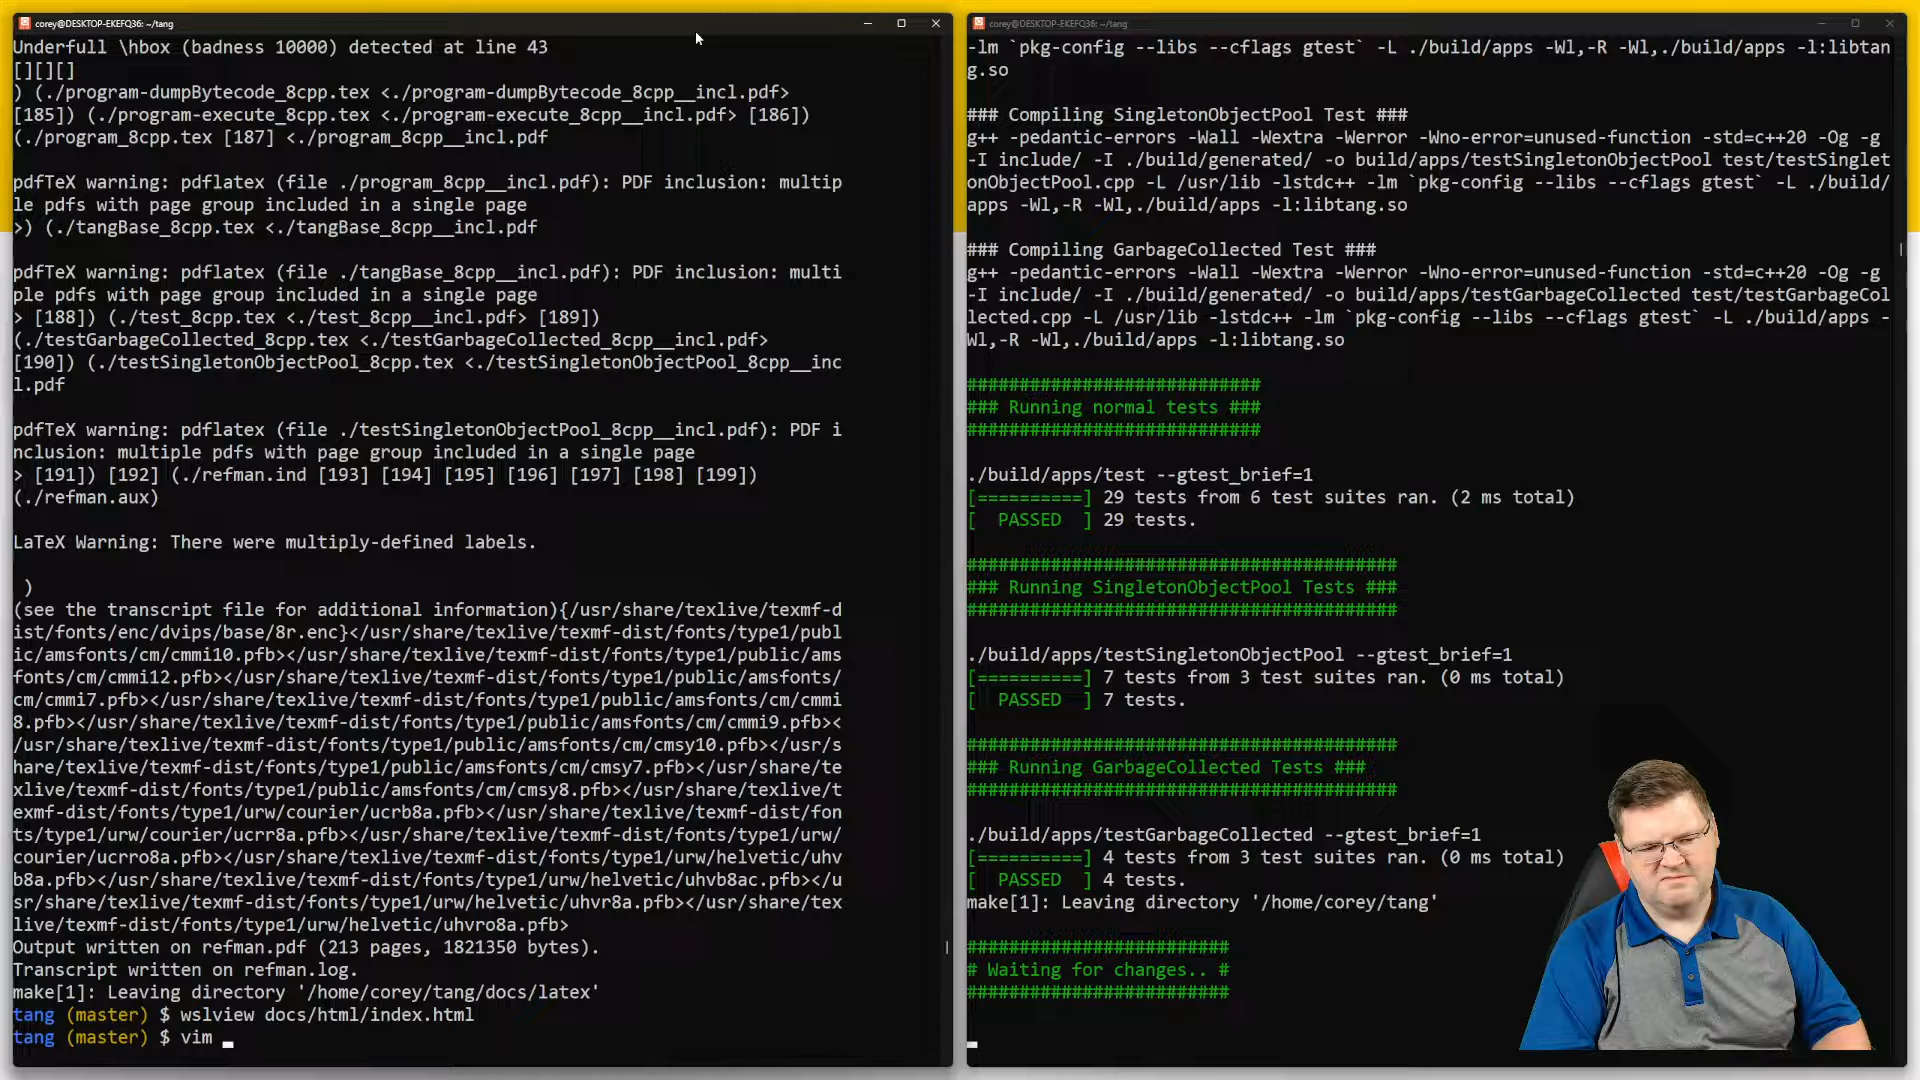 corey@DESKTOP-EKEFQ36: ~/tang
Underfull \hbox (badness 10000) detected at line 43
[][][]
) (./program-dumpBytecode_8cpp.tex <./program-dumpBytecode_8cpp__incl.pdf>
[185]) (./program-execute_8cpp.tex <./program-execute_8cpp__incl.pdf> [186])
(./program_8cpp.tex [187] <./program_8cpp__incl.pdf
pdfTeX warning: pdflatex (file ./program_8cpp__incl.pdf): PDF inclusion: multip
le pdfs with page group included in a single page
>) (./tangBase_8cpp.tex <./tangBase_8cpp__incl.pdf
pdfTeX warning: pdflatex (file ./tangBase_8cpp__incl.pdf): PDF inclusion: multi
ple pdfs with page group included in a single page
> [188]) (./test_8cpp.tex <./test_8cpp__incl.pdf> [189])
(./testGarbageCollected_8cpp.tex <./testGarbageCollected_8cpp__incl.pdf>
[190]) (./testSingletonObjectPool_8cpp.tex <./testSingletonObjectPool_8cpp__inc
l.pdf
pdfTeX warning: pdflatex (file ./testSingletonObjectPool_8cpp__incl.pdf): PDF i
nclusion: multiple pdfs with page group included in a single page
> [191]) [192] (./refman.ind [193] [194] [195] [196] [197] [198] [199])
(./refman.aux)
LaTeX Warning: There were multiply-defined labels.
)
(see the transcript file for additional information){/usr/share/texlive/texmf-d
ist/fonts/enc/dvips/base/8r.enc}</usr/share/texlive/texmf-dist/fonts/type1/publ
ic/amsfonts/cm/cmmi10.pfb></usr/share/texlive/texmf-dist/fonts/type1/public/ams
fonts/cm/cmmi12.pfb></usr/share/texlive/texmf-dist/fonts/type1/public/amsfonts/
cm/cmmi7.pfb></usr/share/texlive/texmf-dist/fonts/type1/public/amsfonts/cm/cmmi
8.pfb></usr/share/texlive/texmf-dist/fonts/type1/public/amsfonts/cm/cmmi9.pfb><
/usr/share/texlive/texmf-dist/fonts/type1/public/amsfonts/cm/cmsy10.pfb></usr/s
hare/texlive/texmf-dist/fonts/type1/public/amsfonts/cm/cmsy7.pfb></usr/share/te
xlive/texmf-dist/fonts/type1/public/amsfonts/cm/cmsy8.pfb></usr/share/texlive/t
exmf-dist/fonts/type1/urw/courier/ucrb8a.pfb></usr/share/texlive/texmf-dist/fon
ts/type1/urw/courier/ucrr8a.pfb></usr/share/texlive/texmf-dist/fonts/type1/urw/
courier/ucrro8a.pfb></usr/share/texlive/texmf-dist/fonts/type1/urw/helvetic/uhv
b8a.pfb></usr/share/texlive/texmf-dist/fonts/type1/urw/helvetic/uhvb8ac.pfb></u
sr/share/texlive/texmf-dist/fonts/type1/urw/helvetic/uhvr8a.pfb></usr/share/tex
live/texmf-dist/fonts/type1/urw/helvetic/uhvro8a.pfb>
Output written on refman.pdf (213 pages, 1821350 bytes).
Transcript written on refman.log.
make[1]: Leaving directory '/home/corey/tang/docs/latex'
tang (master) $ wslview docs/html/index.html
tang (master) $ vim
corey@DESKTOP-EKEFQ36: ~/tang
-lm `pkg-config --libs --cflags gtest` -L ./build/apps -Wl,-R -Wl,./build/apps -l:libtan
g.so
### Compiling SingletonObjectPool Test ###
g++ -pedantic-errors -Wall -Wextra -Werror -Wno-error=unused-function -std=c++20 -Og -g
-I include/ -I ./build/generated/ -o build/apps/testSingletonObjectPool test/testSinglet
onObjectPool.cpp -L /usr/lib -lstdc++ -lm `pkg-config --libs --cflags gtest` -L ./build/
apps -Wl,-R -Wl,./build/apps -l:libtang.so
### Compiling GarbageCollected Test ###
g++ -pedantic-errors -Wall -Wextra -Werror -Wno-error=unused-function -std=c++20 -Og -g
-I include/ -I ./build/generated/ -o build/apps/testGarbageCollected test/testGarbageCol
lected.cpp -L /usr/lib -lstdc++ -lm `pkg-config --libs --cflags gtest` -L ./build/apps -
Wl,-R -Wl,./build/apps -l:libtang.so
############################
### Running normal tests ###
############################
./build/apps/test --gtest_brief=1
[==========] 29 tests from 6 test suites ran. (2 ms total)
[  PASSED  ] 29 tests.
#########################################
### Running SingletonObjectPool Tests ###
#########################################
./build/apps/testSingletonObjectPool --gtest_brief=1
[==========] 7 tests from 3 test suites ran. (0 ms total)
[  PASSED  ] 7 tests.
#########################################
### Running GarbageCollected Tests ###
#########################################
./build/apps/testGarbageCollected --gtest_brief=1
[==========] 4 tests from 3 test suites ran. (0 ms total)
[  PASSED  ] 4 tests.
make[1]: Leaving directory '/home/corey/tang'
#########################
# Waiting for changes.. #
#########################